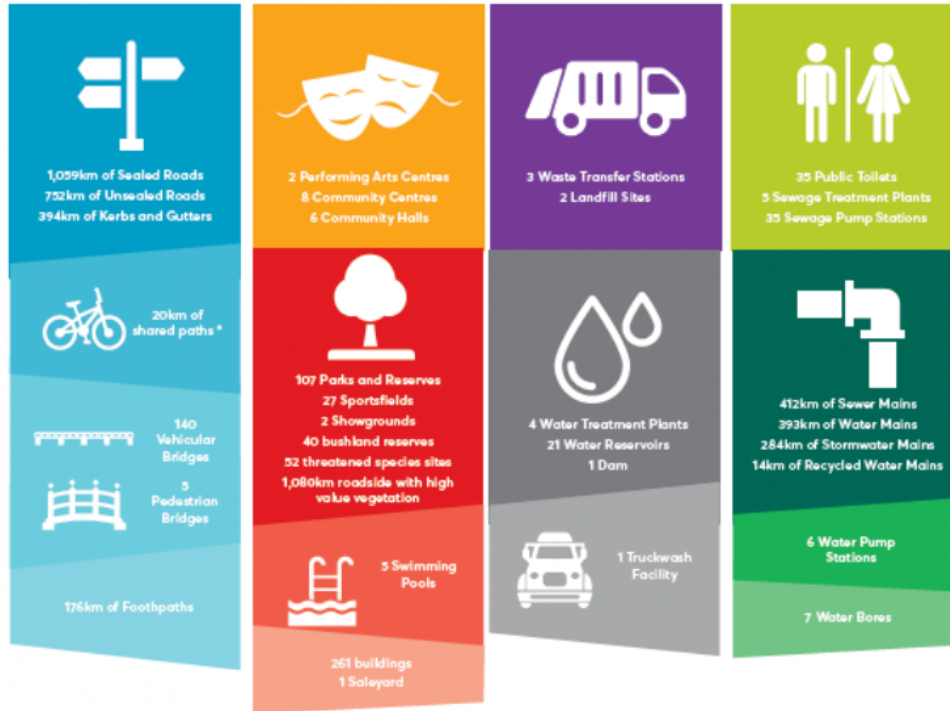 1,059km of Sealed Roads
752km of Unsealed Roads
394km of Kerbs and Gutters
20km of
shared paths *
140
Vehicular
Bridges
5
Pedestrian
Bridges
176km of Footpaths
2 Performing Arts Centres
8 Community Centres
6 Community Halls
107 Parks and Reserves
27 Sportsfields
2 Showgrounds
40 bushland reserves
52 threatened species sites
1,080km roadside with high
value vegetation
5 Swimming
Pools
261 buildings
1 Saleyard
3 Waste Transfer Stations
2 Landfill Sites
4 Water Treatment Plants
21 Water Reservoirs
1 Dam
1 Truckwash
Facility
35 Public Toilets
5 Sewage Treatment Plants
35 Sewage Pump Stations
412km of Sewer Mains
393km of Water Mains
284km of Stormwater Mains
14km of Recycled Water Mains
6 Water Pump
Stations
7 Water Bores